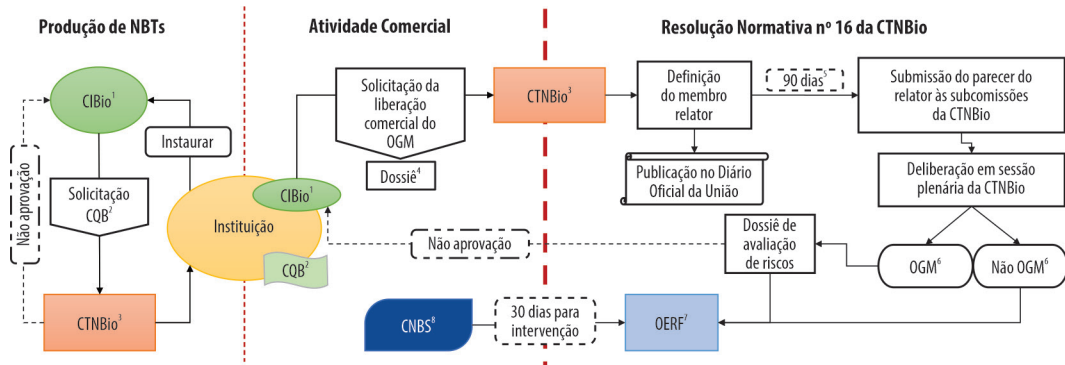 Produção de NBTs
CIBio¹
Instaurar
Não aprovação
Solicitação
CQB²
CTNBio³
Instituição
CIBio¹
CQB²
Atividade Comercial
Solicitação da
liberação
comercial do
OGM
Dossiê⁴
CTNBio³
Não aprovação
CNBS⁸
30 dias para
intervenção
Resolução Normativa nº 16 da CTNBio
Definição
do membro
relator
90 dias⁵
Submissão do parecer do
relator às subcomissões
da CTNBio
Publicação no Diário
Oficial da União
Deliberação em sessão
plenária da CTNBio
Dossiê de
avaliação
de riscos
OGM⁶
Não OGM⁶
OERF⁷